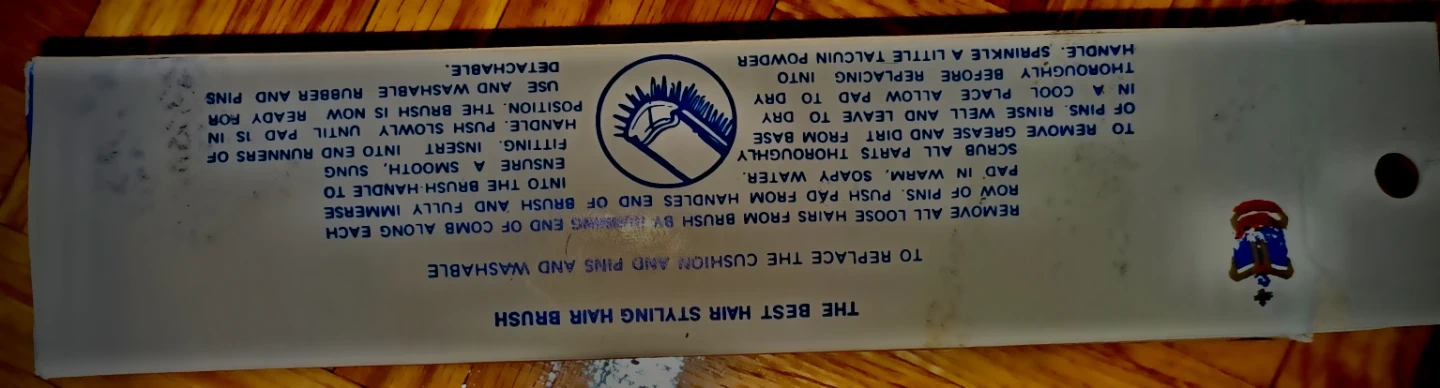 THE BEST HAIR STYLING HAIR BRUSH
TO REPLACE THE CUSHION AND PINS AND WASHABLE
REMOVE ALL LOOSE HAIRS FROM BRUSH BY RUNNING END OF COMB ALONG EACH
ROW OF PINS. PUSH PAD FROM HANDLES END OF BRUSH AND FULLY IMMERSE
PAD IN WARM, SOAPY WATER.
SCRUB ALL PARTS THOROUGHLY
TO REMOVE GREASE AND DIRT FROM BASE
OF PINS. RINSE WELL AND LEAVE TO DRY
IN A COOL PLACE ALLOW PAD TO DRY
THOROUGHLY BEFORE REPLACING INTO
HANDLE. SPRINKLE A LITTLE TALCUIN POWDER
INTO THE BRUSH-HANDLE TO
ENSURE A SMOOTH, SUNG
FITTING. INSERT INTO END RUNNERS OF
HANDLE. PUSH SLOWLY UNTIL PAD IS IN
POSITION. THE BRUSH IS NOW READY FOR
USE AND WASHABLE RUBBER AND PINS
DETACHABLE.